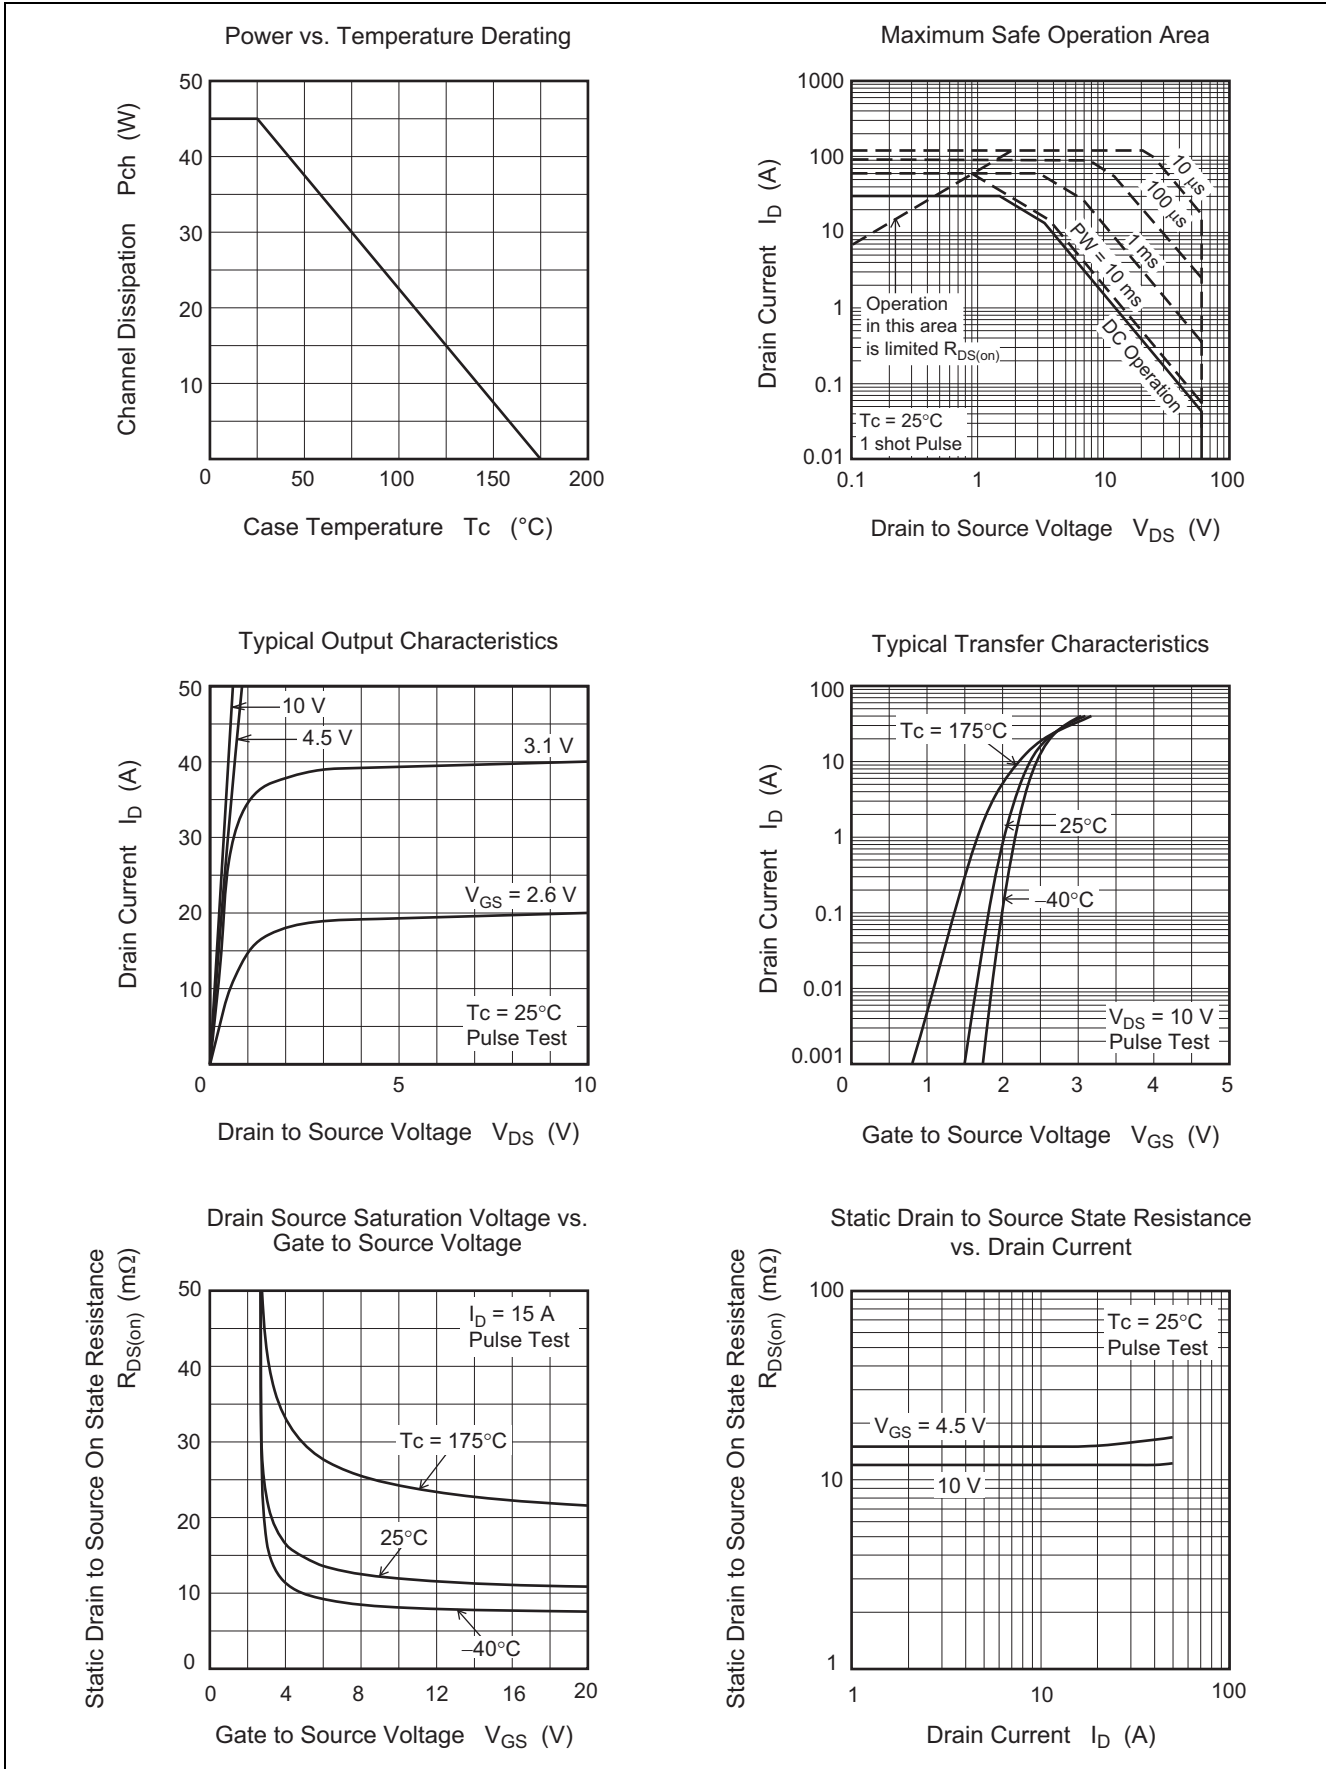 Power vs. Temperature Derating
Channel Dissipation Pch (W)
50
40
30
20
10
0
50
100
150
200
Case Temperature Tc (°C)
Maximum Safe Operation Area
Drain Current I_D (A)
1000
100
10
1
0.1
0.01
10 μs
100 μs
1 ms
PW = 10 ms
DC Operation
Operation
in this area
is limited R_DS(on)
Tc = 25°C
1 shot Pulse
0.1
1
10
100
Drain to Source Voltage V_DS (V)
Typical Output Characteristics
Drain Current I_D (A)
50
40
30
20
10
10 V
4.5 V
3.1 V
V_GS = 2.6 V
Tc = 25°C
Pulse Test
0
5
10
Drain to Source Voltage V_DS (V)
Typical Transfer Characteristics
Drain Current I_D (A)
100
10
1
0.1
0.01
0.001
Tc = 175°C
25°C
–40°C
V_DS = 10 V
Pulse Test
0
1
2
3
4
5
Gate to Source Voltage V_GS (V)
Drain Source Saturation Voltage vs.
Gate to Source Voltage
Static Drain to Source On State Resistance
R_DS(on) (mΩ)
50
40
30
20
10
0
I_D = 15 A
Pulse Test
Tc = 175°C
25°C
–40°C
0
4
8
12
16
20
Gate to Source Voltage V_GS (V)
Static Drain to Source State Resistance
vs. Drain Current
Static Drain to Source On State Resistance
R_DS(on) (mΩ)
100
10
1
Tc = 25°C
Pulse Test
V_GS = 4.5 V
10 V
1
10
100
Drain Current I_D (A)